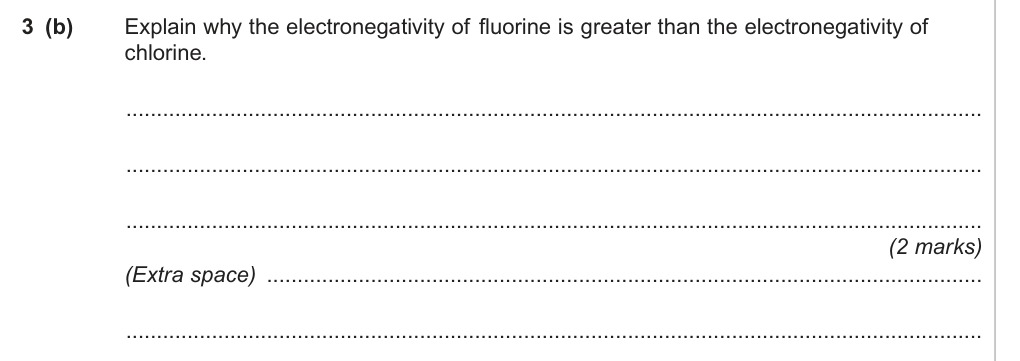 3 (b) Explain why the electronegativity of fluorine is greater than the electronegativity of
chlorine.
(2 marks)
(Extra space)